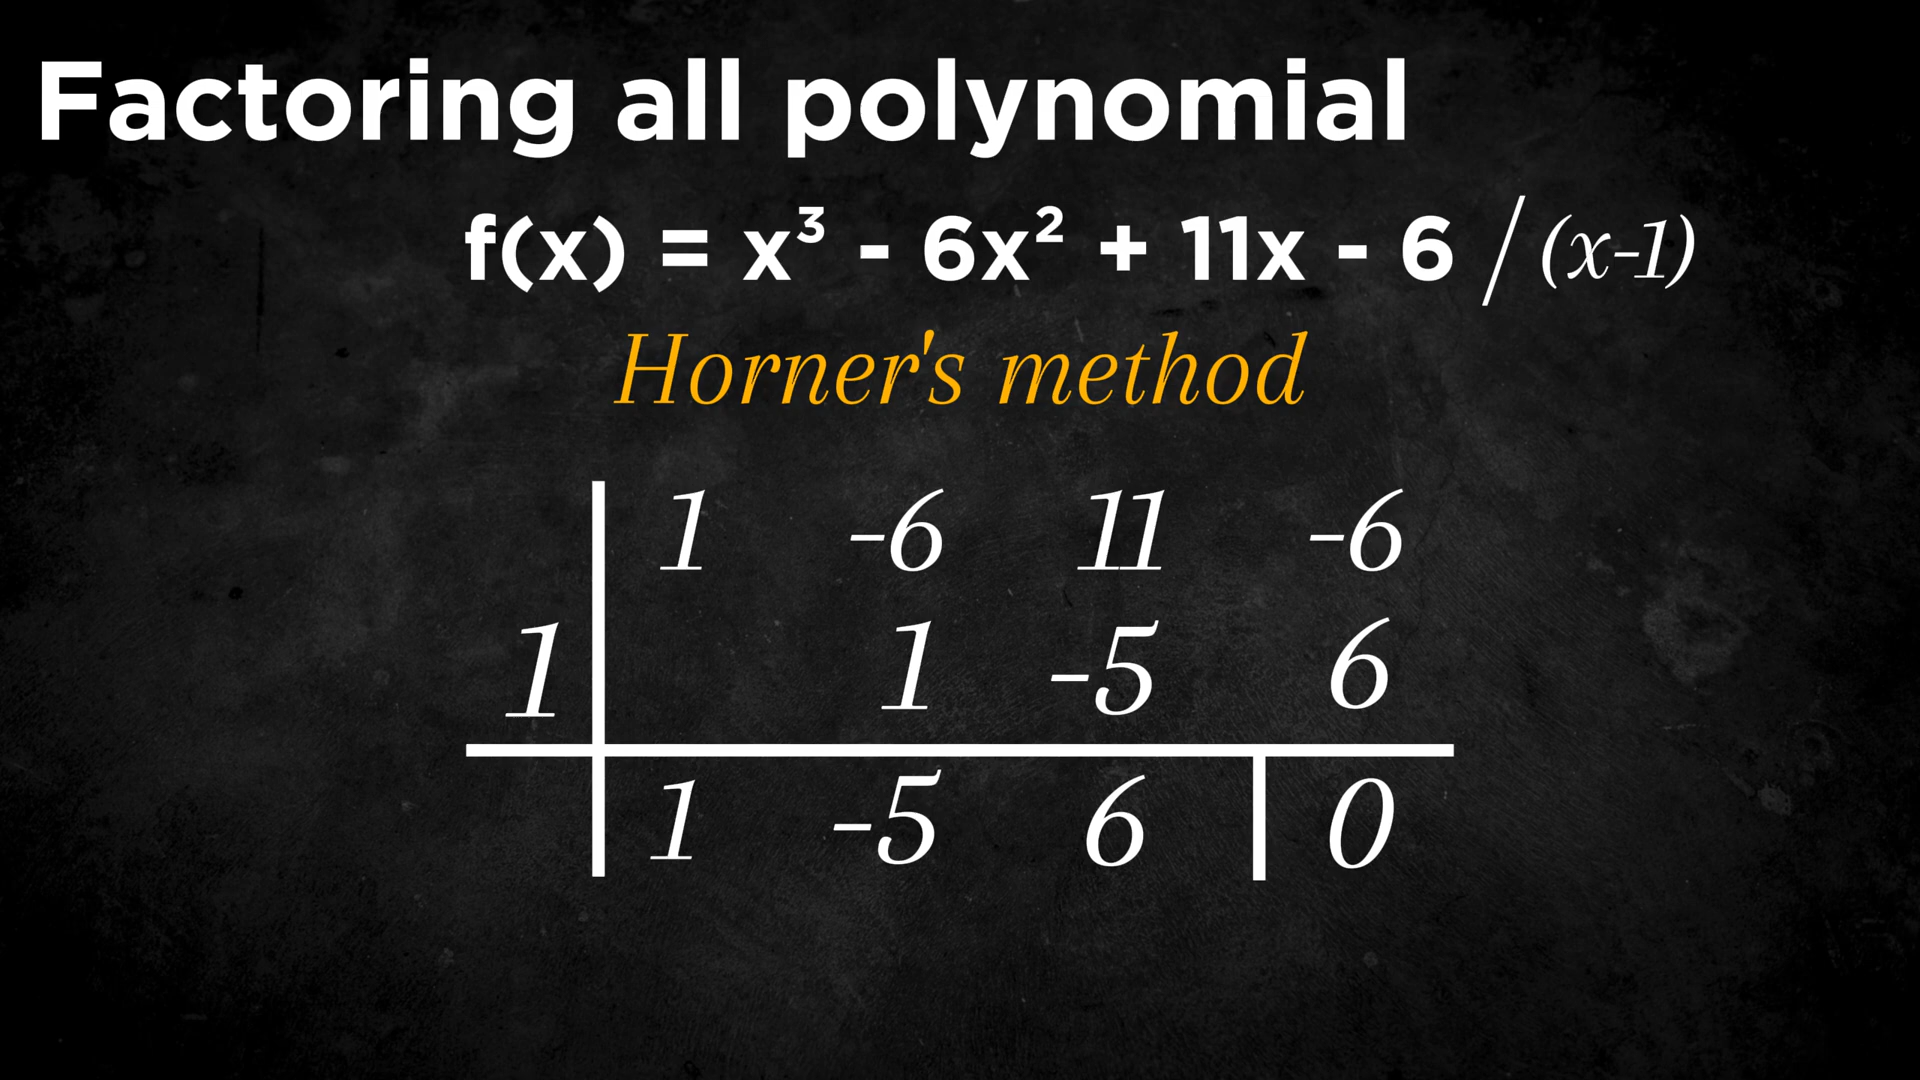 Factoring all polynomial
f(x) = x³ - 6x² + 11x - 6 / (x-1)
Horner's method
1 -6 11 -6
1 1 -5 6
1 -5 6 0